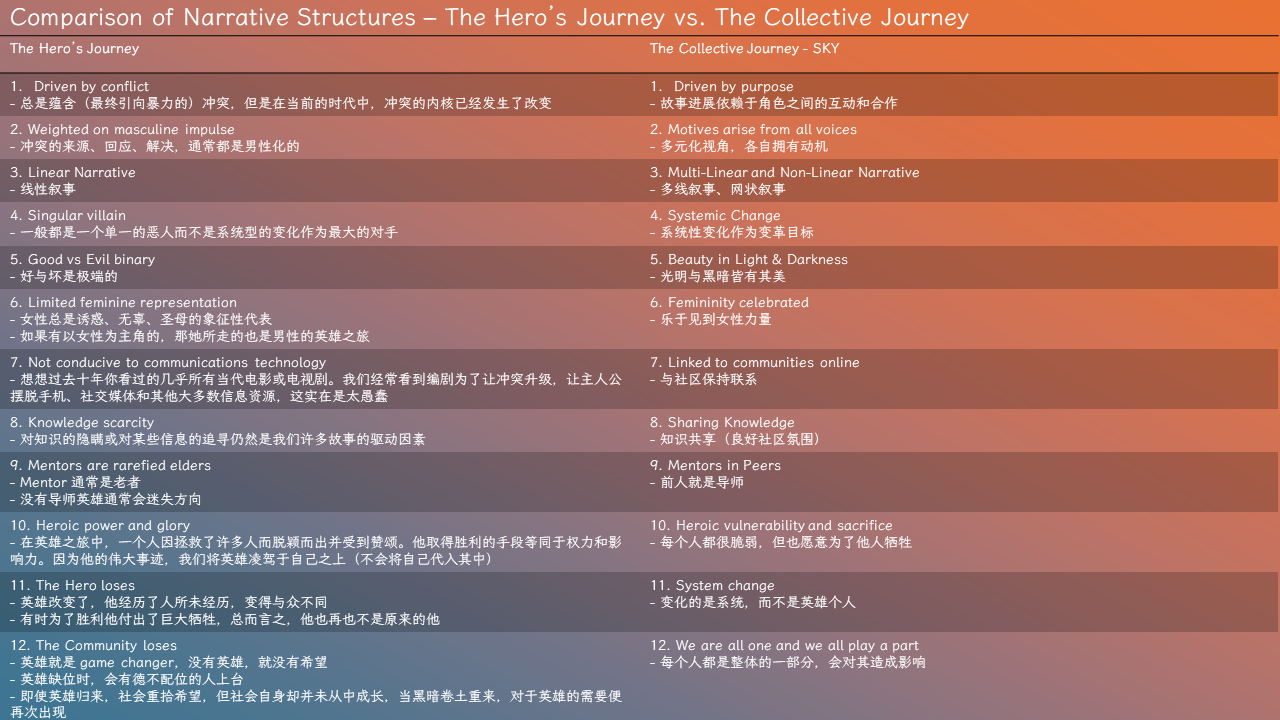 Comparison of Narrative Structures – The Hero's Journey vs. The Collective Journey
The Hero's Journey
The Collective Journey - SKY
1. Driven by conflict
- 总是蕴含（最终引向暴力的）冲突，但是在当前的时代中，冲突的内核已经发生了改变
1. Driven by purpose
- 故事进展依赖于角色之间的互动和合作
2. Weighted on masculine impulse
- 冲突的来源、回应、解决，通常都是男性化的
2. Motives arise from all voices
- 多元化视角，各自拥有动机
3. Linear Narrative
- 线性叙事
3. Multi-Linear and Non-Linear Narrative
- 多线叙事、网状叙事
4. Singular villain
- 一般都是一个单一的恶人而不是系统型的变化作为最大的对手
4. Systemic Change
- 系统性变化作为变革目标
5. Good vs Evil binary
- 好与坏是极端的
5. Beauty in Light & Darkness
- 光明与黑暗皆有其美
6. Limited feminine representation
- 女性总是诱惑、无辜、圣母的象征性代表
- 如果有以女性为主角的，那她所走的也是男性的英雄之旅
6. Femininity celebrated
- 乐于见到女性力量
7. Not conducive to communications technology
- 想想过去十年你看过的几乎所有当代电影或电视剧。我们经常看到编剧为了让冲突升级，让主人公
摆脱手机、社交媒体和其他大多数信息资源，这实在是太愚蠢
7. Linked to communities online
- 与社区保持联系
8. Knowledge scarcity
- 对知识的隐瞒或对某些信息的追寻仍然是我们许多故事的驱动因素
8. Sharing Knowledge
- 知识共享（良好社区氛围）
9. Mentors are rarefied elders
- Mentor 通常是老者
- 没有导师英雄通常会迷失方向
9. Mentors in Peers
- 前人就是导师
10. Heroic power and glory
- 在英雄之旅中，一个人因拯救了许多人而脱颖而出并受到赞颂。他取得胜利的手段等同于权力和影
响力。因为他的伟大事迹，我们将英雄凌驾于自己之上（不会将自己代入其中）
10. Heroic vulnerability and sacrifice
- 每个人都很脆弱，但也愿意为了他人牺牲
11. The Hero loses
- 英雄改变了，他经历了人所未经历，变得与众不同
- 有时为了胜利他付出了巨大牺牲，总而言之，他也再也不是原来的他
11. System change
- 变化的是系统，而不是英雄个人
12. The Community loses
- 英雄就是 game changer，没有英雄，就没有希望
- 英雄缺位时，会有德不配位的人上台
- 即使英雄归来，社会重拾希望，但社会自身却并未从中成长，当黑暗卷土重来，对于英雄的需要便
再次出现
12. We are all one and we all play a part
- 每个人都是整体的一部分，会对其造成影响